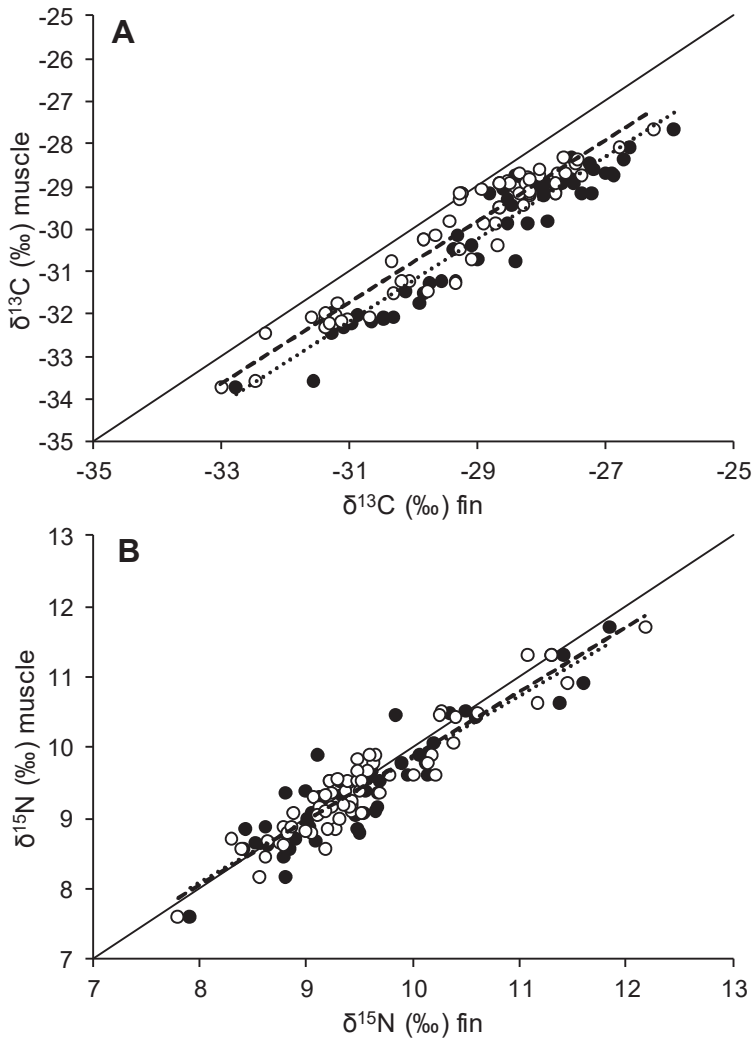 A
-25
-26
-27
-28
-29
-30
-31
-32
-33
-34
-35
δ¹³C (‰) muscle
-35 -33 -31 -29 -27 -25
δ¹³C (‰) fin
B
13
12
11
10
9
8
7
δ¹⁵N (‰) muscle
7 8 9 10 11 12 13
δ¹⁵N (‰) fin